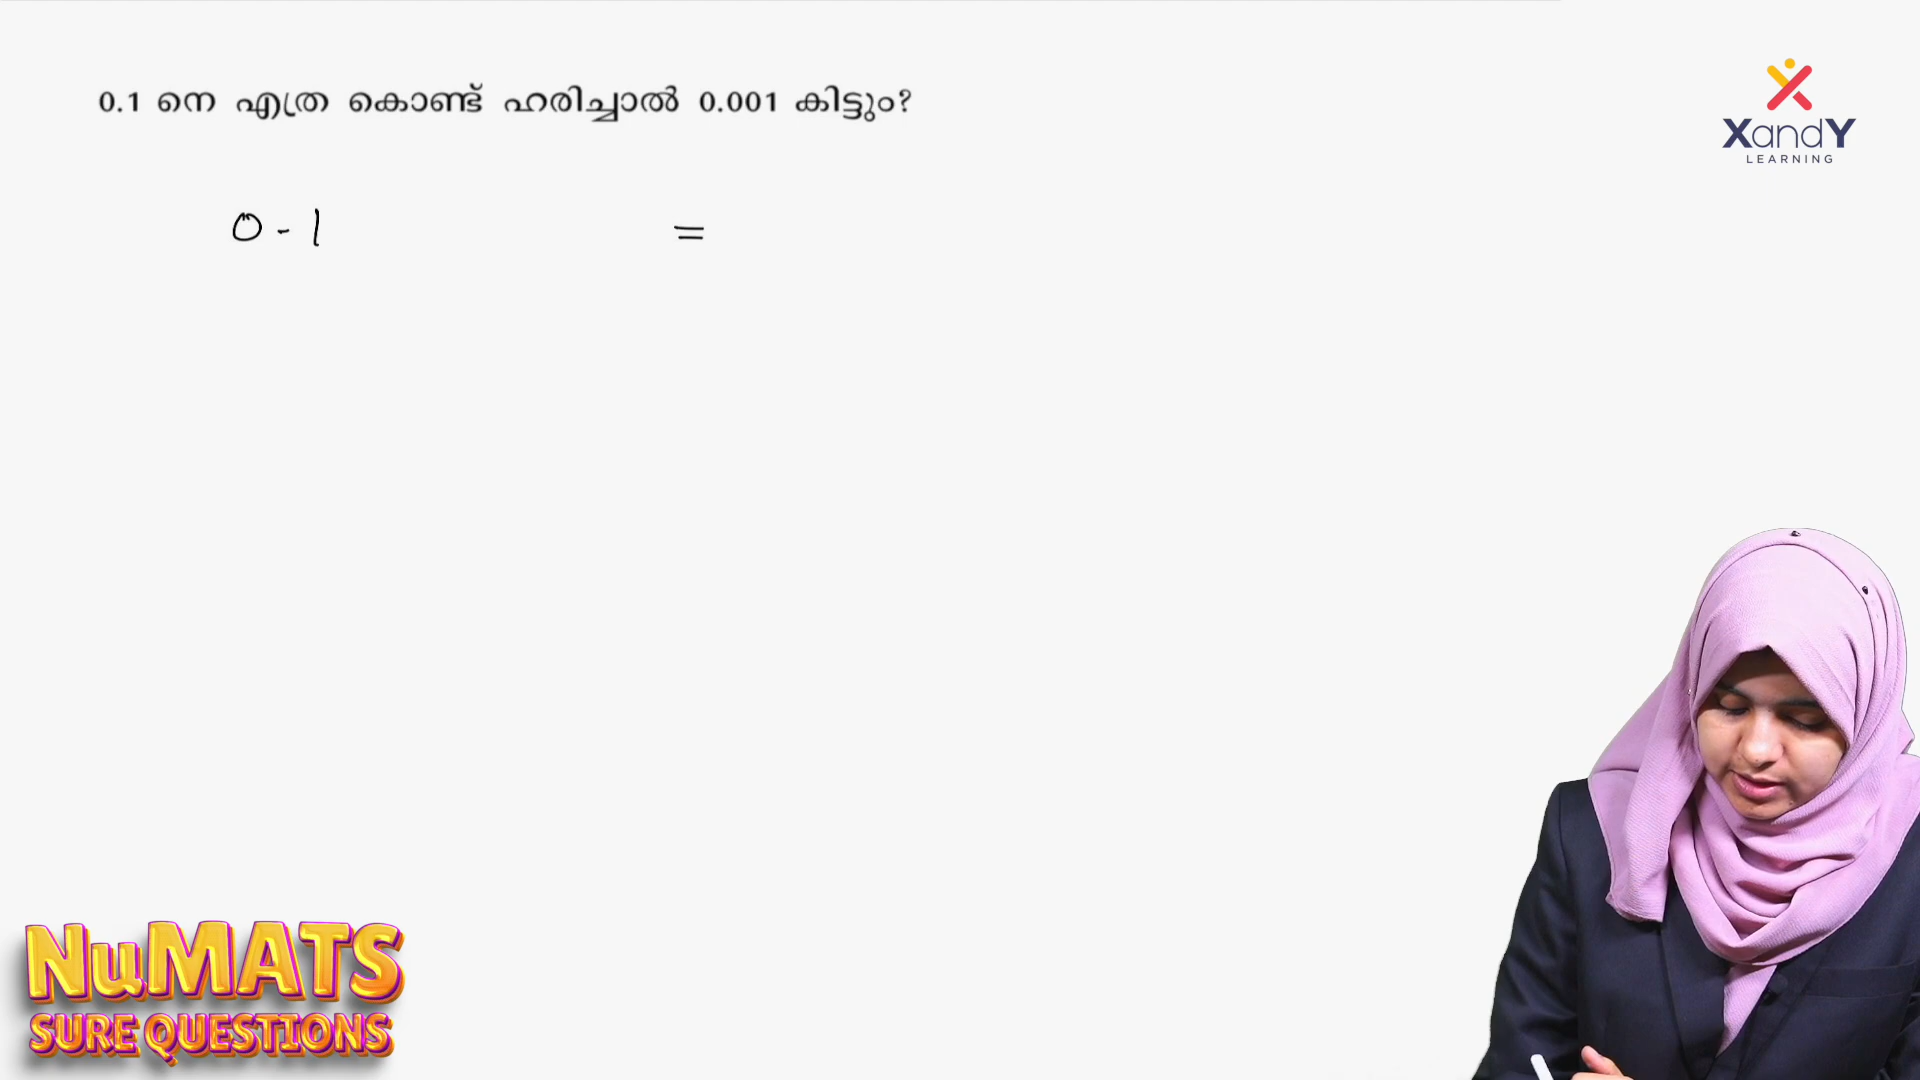 0.1 നെ എത്ര കൊണ്ട് ഹരിച്ചാൽ 0.001 കിട്ടും?
XandY
LEARNING
0.1 =
NuMATS
SURE QUESTIONS